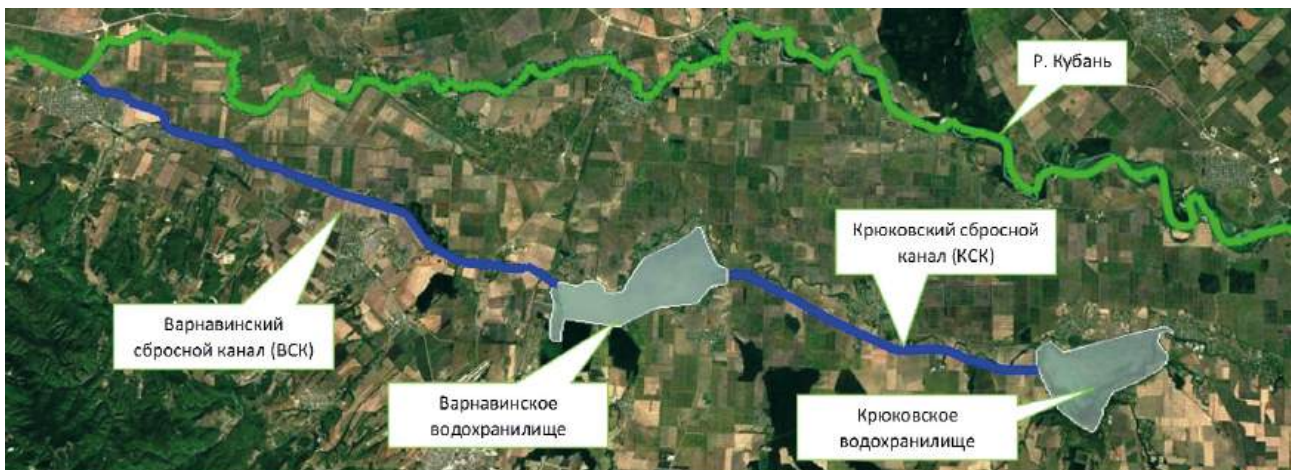 Р. Кубань
Крюковский сбросной
канал (КСК)
Варнавинский
сбросной канал (ВСК)
Варнавинское
водохранилище
Крюковское
водохранилище